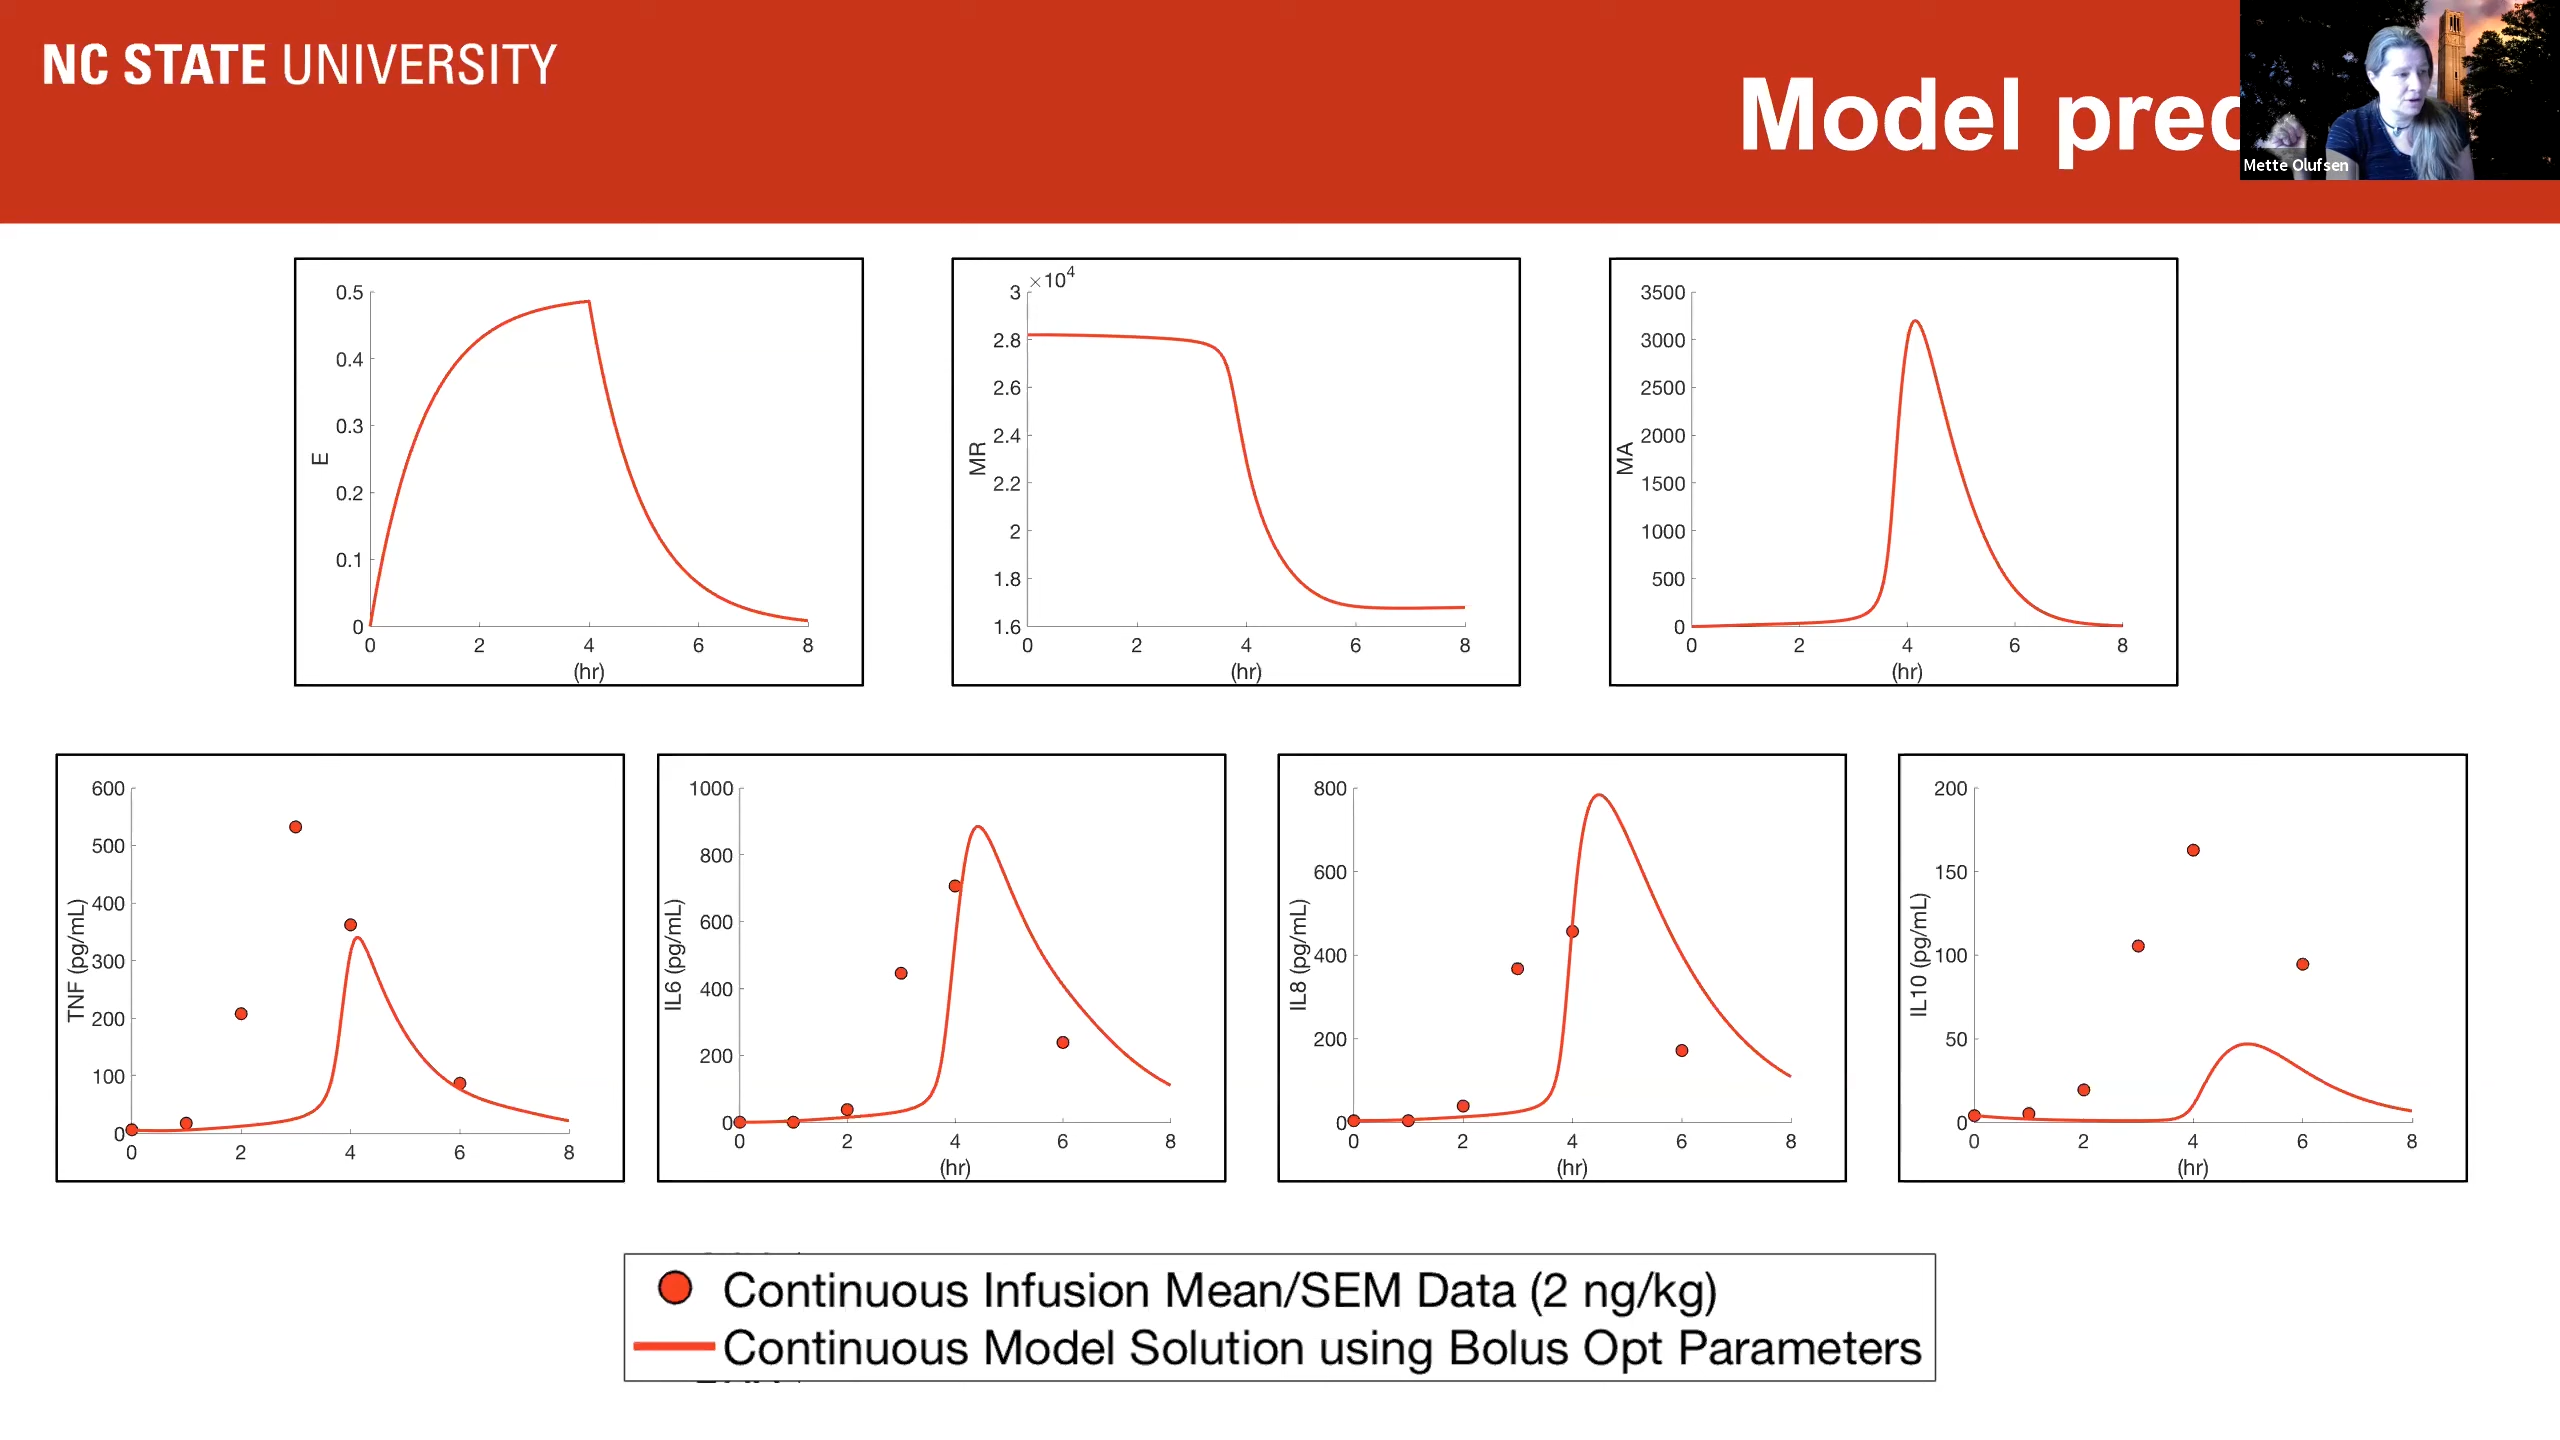 NC STATE UNIVERSITY
Model pred
Mette Olufsen
×10⁴
0.5
0.4
0.3
0.2
0.1
0
E
0 2 4 6 8
(hr)
3
2.8
2.6
2.4
2.2
2
1.8
1.6
MR
0 2 4 6 8
(hr)
3500
3000
2500
2000
1500
1000
500
0
MA
0 2 4 6 8
(hr)
600
500
400
300
200
100
0
TNF (pg/mL)
0 2 4 6 8
1000
800
600
400
200
0
IL6 (pg/mL)
0 2 4 6 8
(hr)
800
600
400
200
0
IL8 (pg/mL)
0 2 4 6 8
(hr)
200
150
100
50
0
IL10 (pg/mL)
0 2 4 6 8
(hr)
Continuous Infusion Mean/SEM Data (2 ng/kg)
Continuous Model Solution using Bolus Opt Parameters